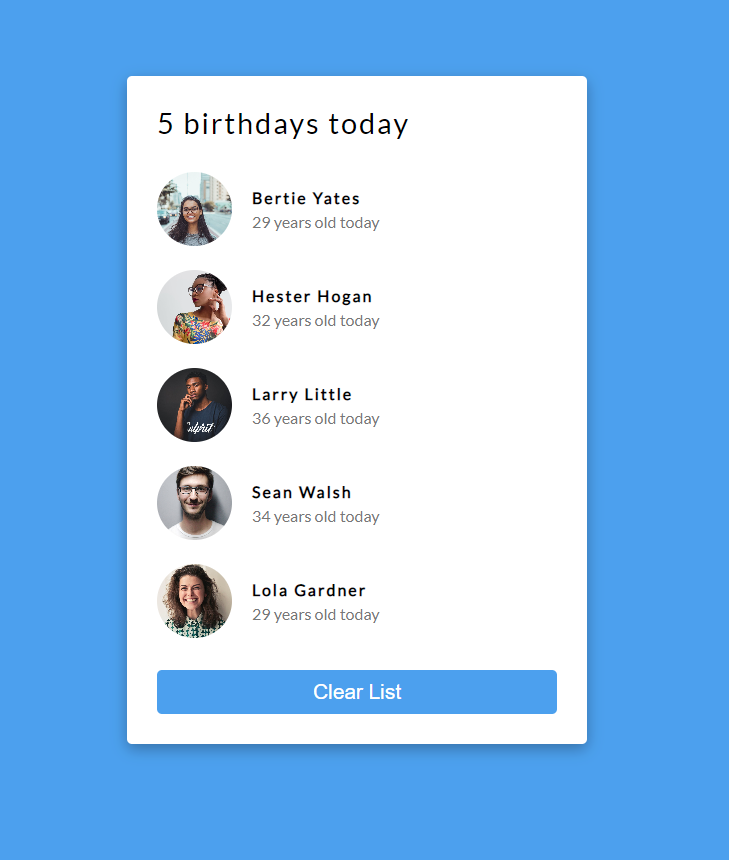 5 birthdays today
Bertie Yates
29 years old today
Hester Hogan
32 years old today
Larry Little
36 years old today
Sean Walsh
34 years old today
Lola Gardner
29 years old today
Clear List